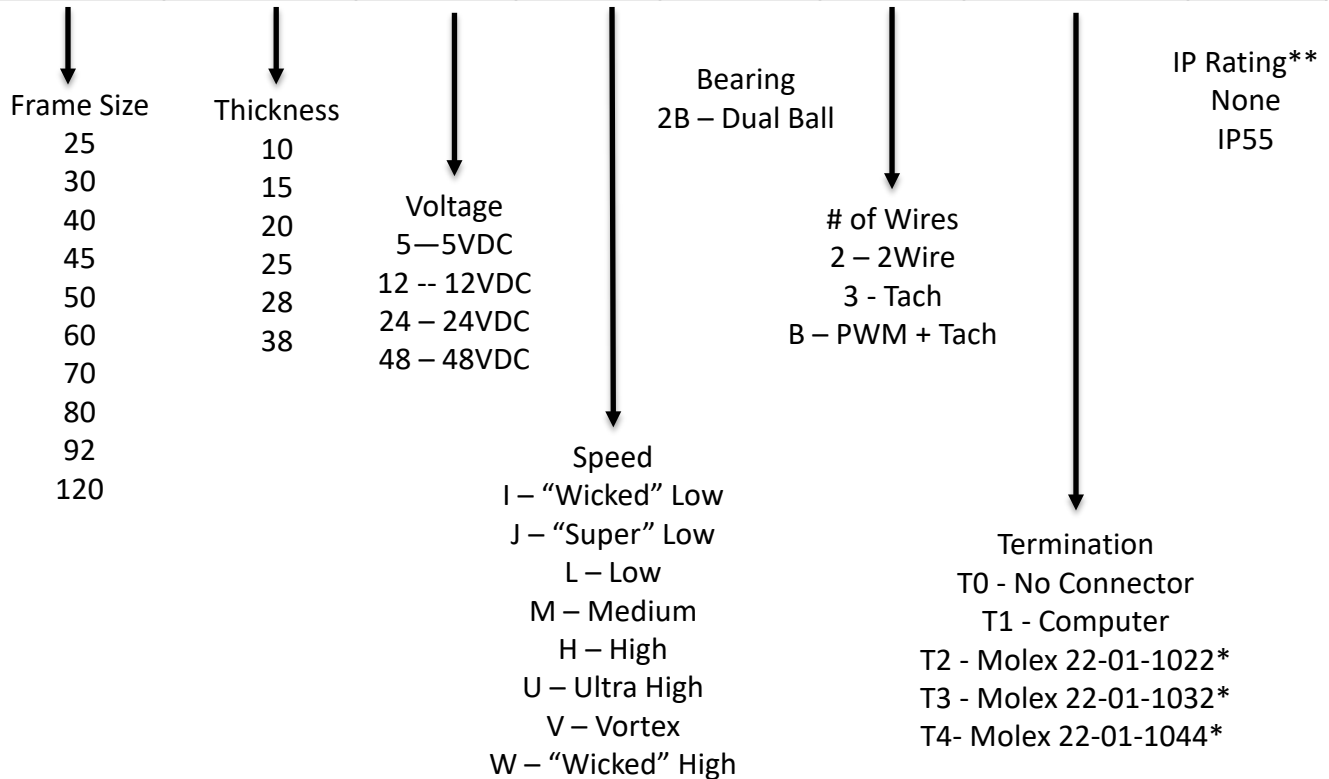 Frame Size
25
30
40
45
50
60
70
80
92
120
Thickness
10
15
20
25
28
38
Voltage
5—5VDC
12 -- 12VDC
24 – 24VDC
48 – 48VDC
Speed
I – “Wicked” Low
J – “Super” Low
L – Low
M – Medium
H – High
U – Ultra High
V – Vortex
W – “Wicked” High
Bearing
2B – Dual Ball
# of Wires
2 – 2Wire
3 - Tach
B – PWM + Tach
Termination
T0 - No Connector
T1 - Computer
T2 - Molex 22-01-1022*
T3 - Molex 22-01-1032*
T4- Molex 22-01-1044*
IP Rating**
None
IP55